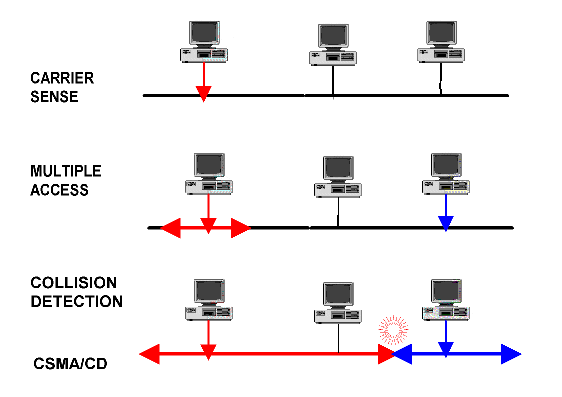 CARRIER
SENSE
MULTIPLE
ACCESS
COLLISION
DETECTION
CSMA/CD